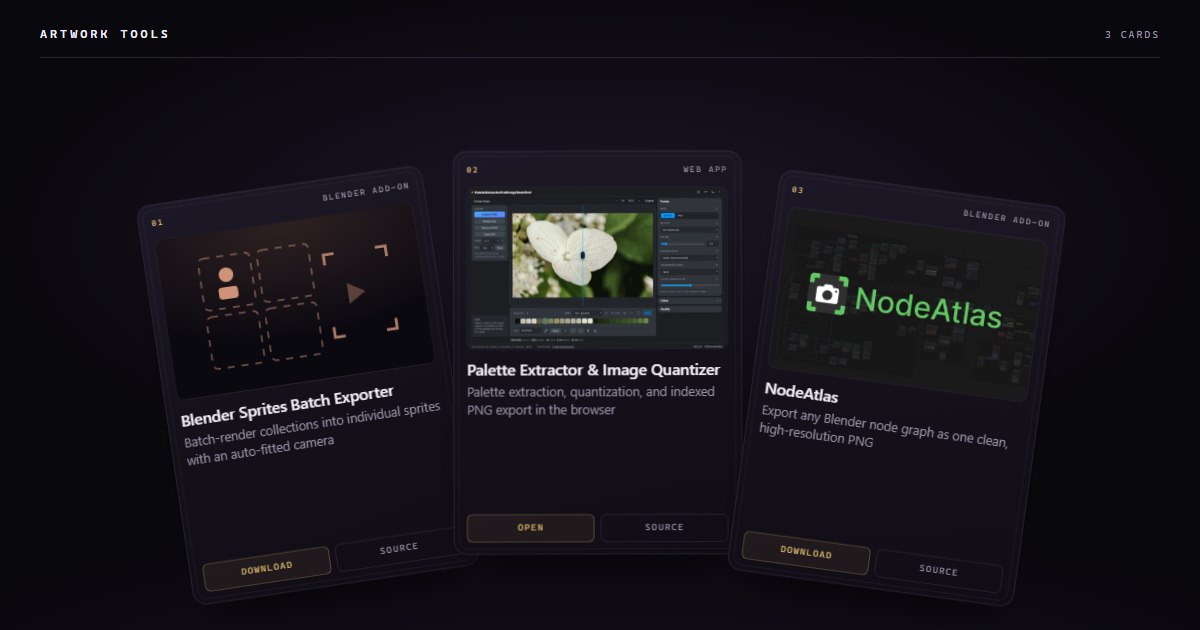 ARTWORK TOOLS
3 CARDS
01
BLENDER ADD-ON
Blender Sprites Batch Exporter
Batch-render collections into individual sprites
with an auto-fitted camera
DOWNLOAD
SOURCE
02
WEB APP
Palette Extractor & Image Quantizer
Palette extraction, quantization, and indexed
PNG export in the browser
OPEN
SOURCE
03
BLENDER ADD-ON
NodeAtlas
NodeAtlas
Export any Blender node graph as one clean,
high-resolution PNG
DOWNLOAD
SOURCE